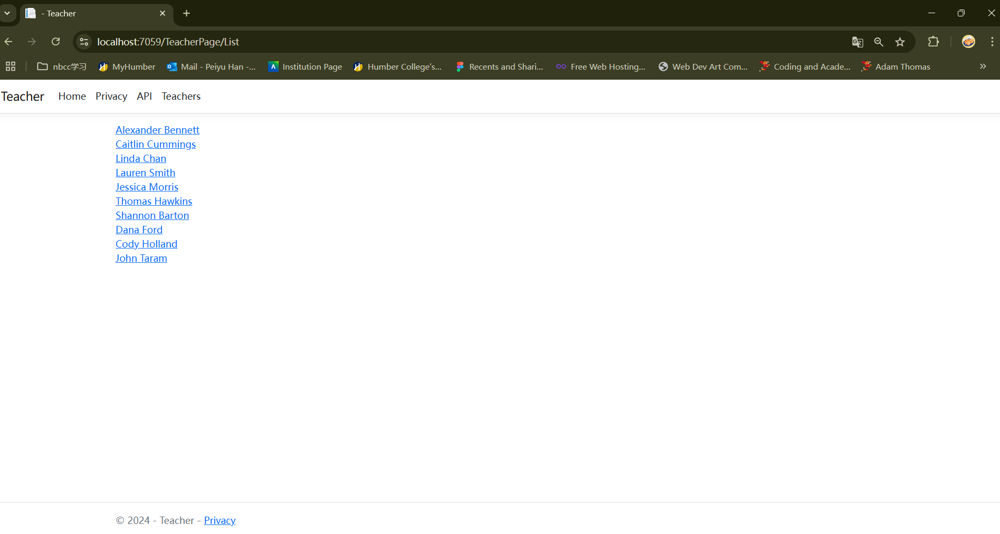 - Teacher
localhost:7059/TeacherPage/List
nbcc学习 MyHumber Mail - Peiyu Han -... Institution Page Humber College's... Recents and Shari... Free Web Hosting... Web Dev Art Com... Coding and Acade... Adam Thomas
Teacher Home Privacy API Teachers
Alexander Bennett
Caitlin Cummings
Linda Chan
Lauren Smith
Jessica Morris
Thomas Hawkins
Shannon Barton
Dana Ford
Cody Holland
John Taram
© 2024 - Teacher - Privacy